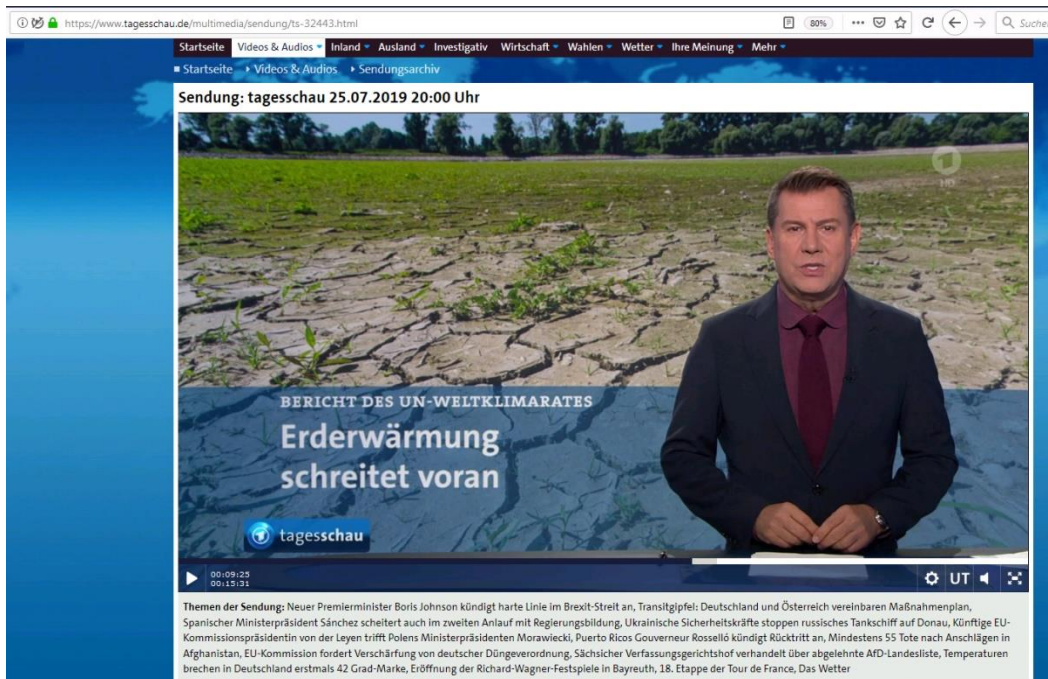 https://www.tagesschau.de/multimedia/sendung/ts-32443.html 80% Suche
Startseite Videos & Audios Inland Ausland Investigativ Wirtschaft Wahlen Wetter Ihre Meinung Mehr
Startseite Videos & Audios Sendungsarchiv
Sendung: tagesschau 25.07.2019 20:00 Uhr
HD
BERICHT DES UN-WELTKLIMARATES
Erderwärmung
schreitet voran
tagesschau
00:09:25
00:15:31
UT
Themen der Sendung: Neuer Premierminister Boris Johnson kündigt harte Linie im Brexit-Streit an, Transitgipfel: Deutschland und Österreich vereinbaren Maßnahmenplan,
Spanischer Ministerpräsident Sánchez scheitert auch im zweiten Anlauf mit Regierungsbildung, Ukrainische Sicherheitskräfte stoppen russisches Tankschiff auf Donau, Künftige EU-
Kommissionspräsidentin von der Leyen trifft Polens Ministerpräsidenten Morawiecki, Puerto Ricos Gouverneur Rosselló kündigt Rücktritt an, Mindestens 55 Tote nach Anschlägen in
Afghanistan, EU-Kommission fordert Verschärfung von deutscher Düngeverordnung, Sächsicher Verfassungsgerichtshof verhandelt über abgelehnte AfD-Landesliste, Temperaturen
brechen in Deutschland erstmals 42 Grad-Marke, Eröffnung der Richard-Wagner-Festspiele in Bayreuth, 18. Etappe der Tour de France, Das Wetter